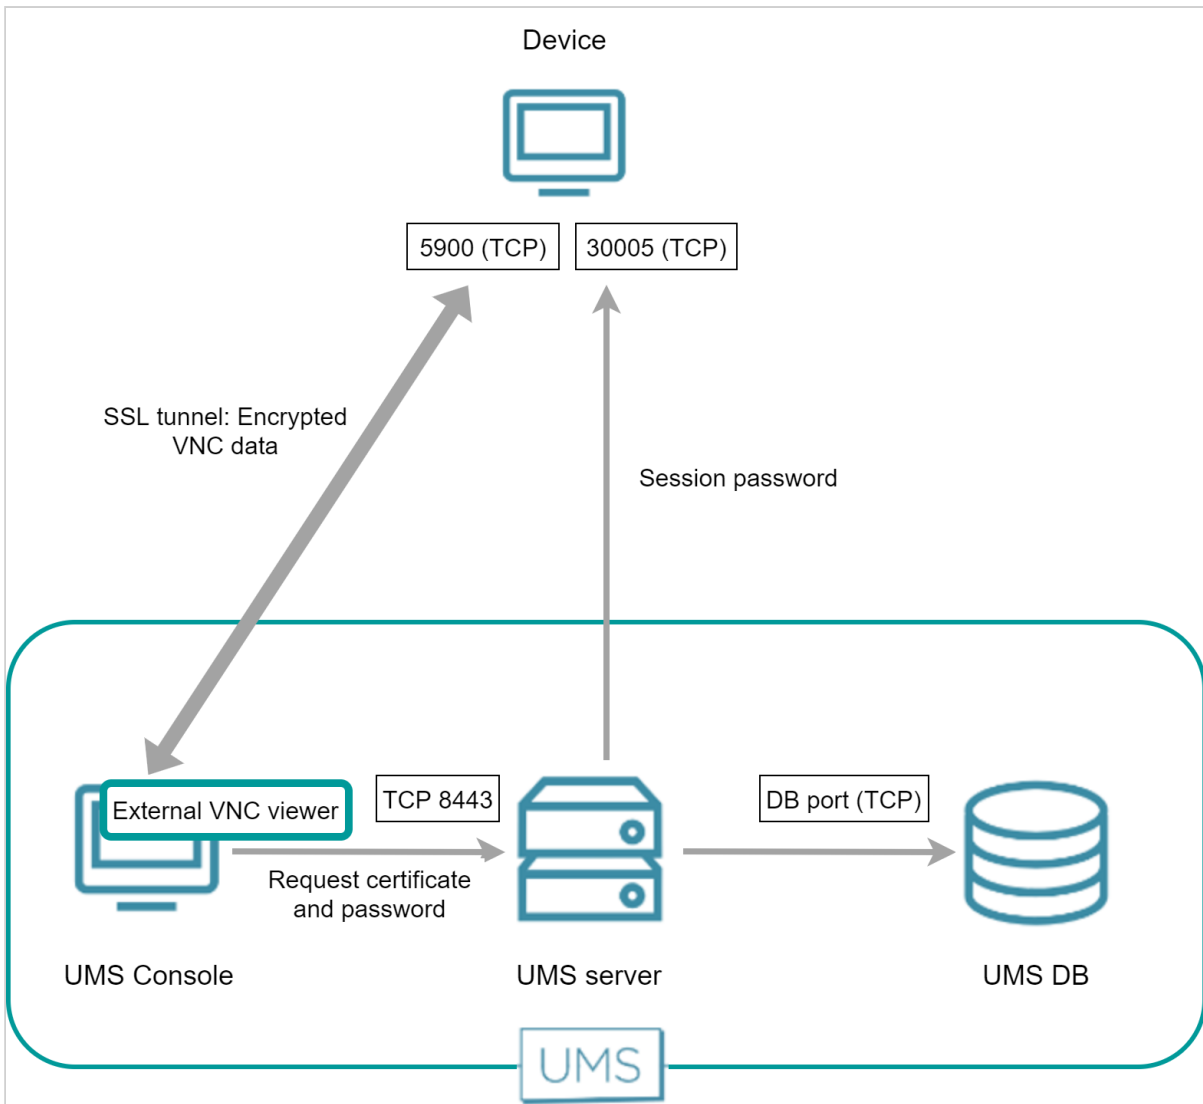 Device
5900 (TCP)
30005 (TCP)
SSL tunnel: Encrypted
VNC data
Session password
External VNC viewer
TCP 8443
DB port (TCP)
Request certificate
and password
UMS Console
UMS server
UMS DB
UMS